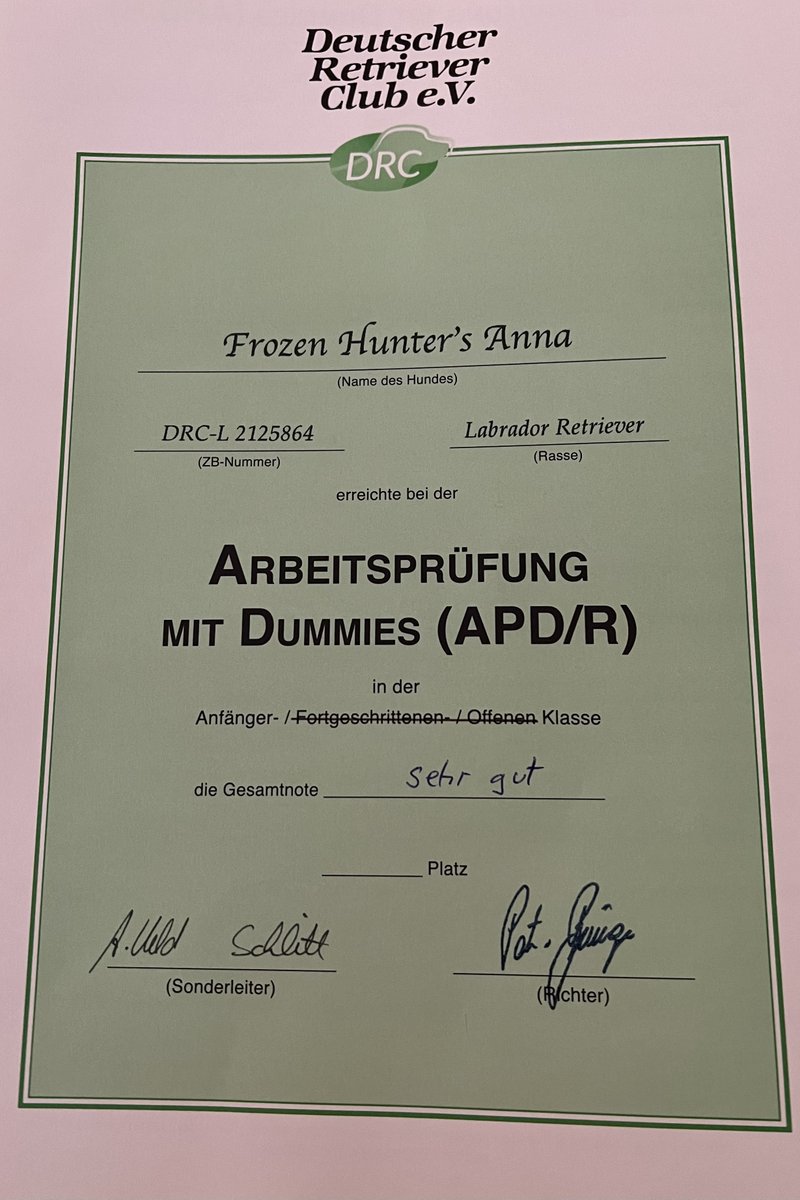 Deutscher
Retriever
Club e.V.
DRC
Frozen Hunter's Anna
(Name des Hundes)
DRC-L 2125864 Labrador Retriever
(ZB-Nummer) (Rasse)
erreichte bei der
ARBEITSPRÜFUNG
MIT DUMMIES (APD/R)
in der
Anfänger- / Fortgeschrittenen- / Offenen Klasse
die Gesamtnote sehr gut
Platz
Schlitt
(Sonderleiter) (Richter)